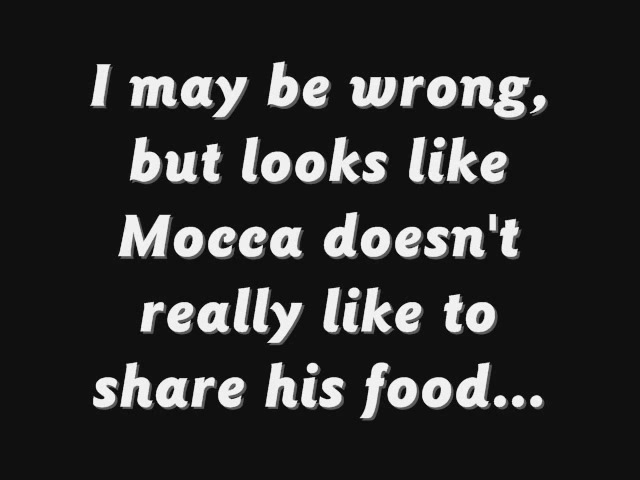 I may be wrong,
but looks like
Mocca doesn't
really like to
share his food...